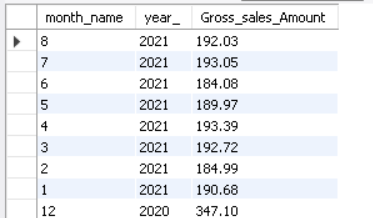 month_name year_ Gross_sales_Amount
8 2021 192.03
7 2021 193.05
6 2021 184.08
5 2021 189.97
4 2021 193.39
3 2021 192.72
2 2021 184.99
1 2021 190.68
12 2020 347.10